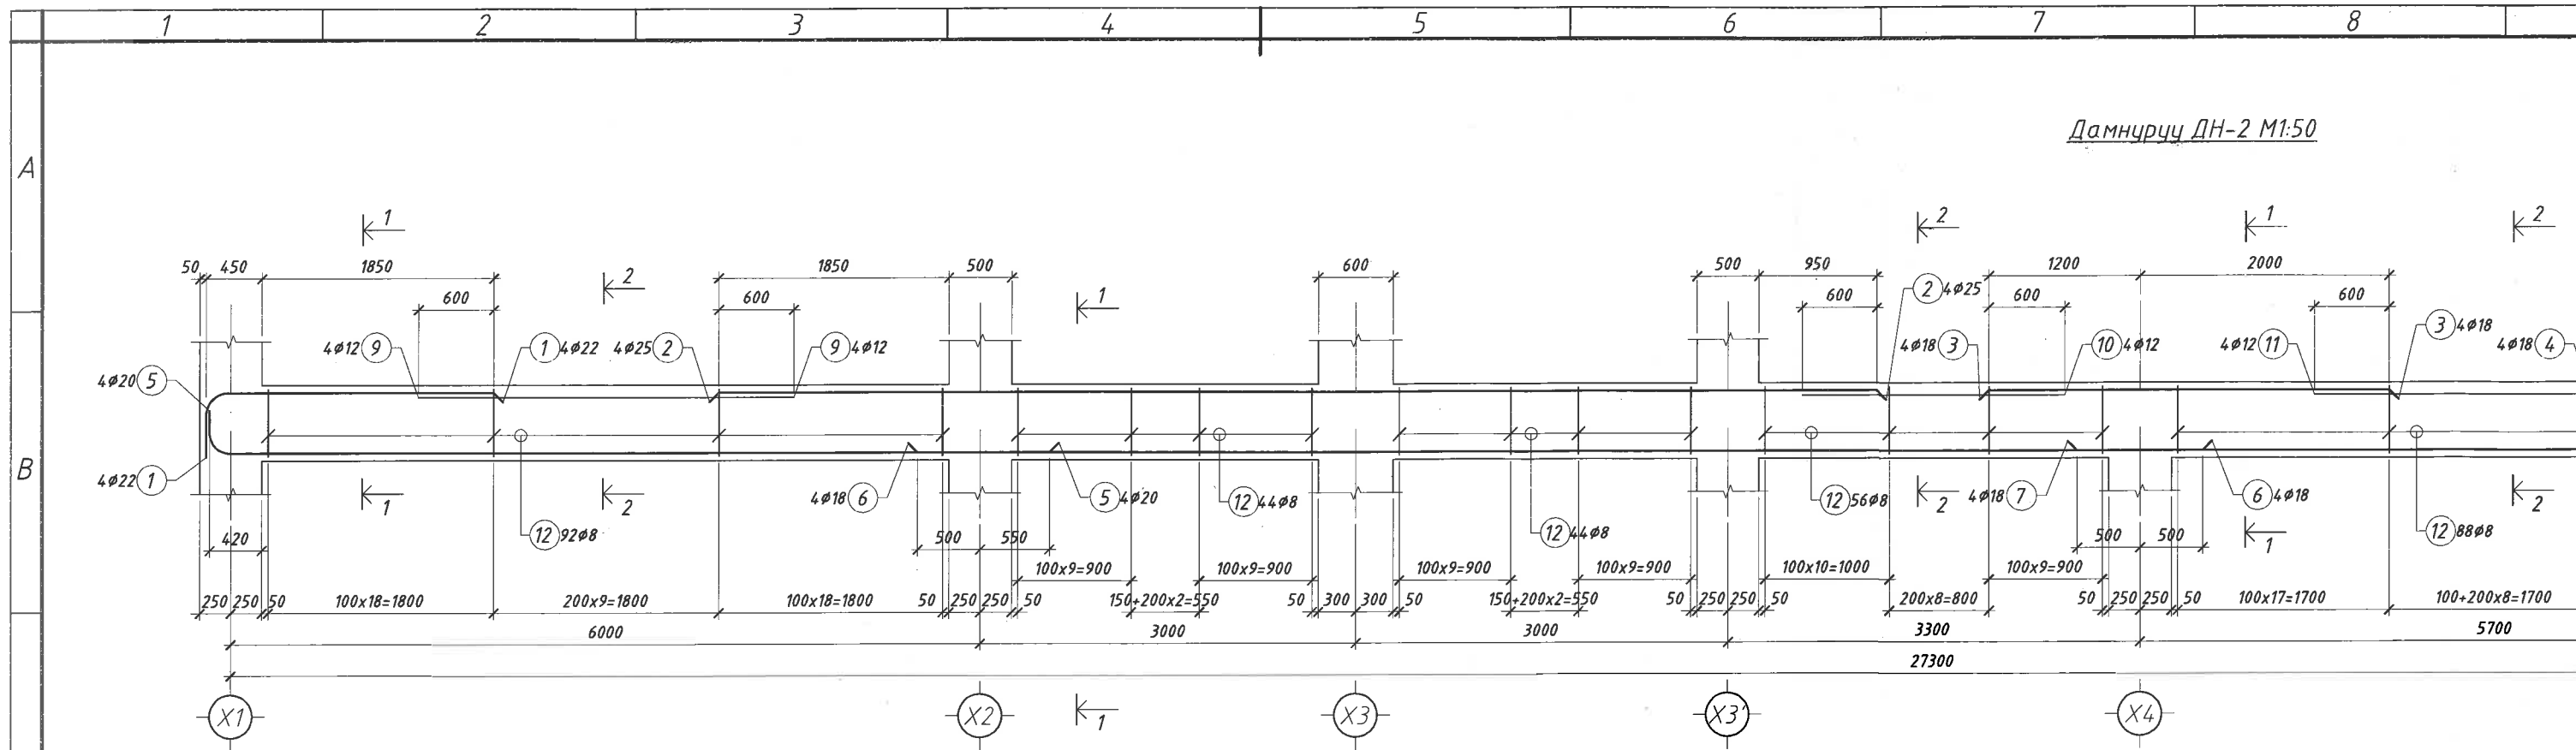 1 2 3 4 5 6 7 8
Дамнуруу ДН-2 М1:50
A
1 2 1 2
50 450 1850 1850 500 600 500 950 1200 2000
2 1
600 600 600 600 600
2 4ø25
4ø12 9 1 4ø22 4ø25 2 9 4ø12 4ø18 3 10 4ø12 4ø12 11 3 4ø18 4ø18 4
4ø20 5
B
4ø22 1 1 2 4ø18 6 5 4ø20 12 44ø8 12 56ø8 2 4ø18 7 6 4ø18 2
420 12 92ø8 500 550 12 44ø8 500 500 1 12 88ø8
100x9=900 100x9=900 100x9=900 100x9=900 100x10=1000 100x9=900
250 250 50 100x18=1800 200x9=1800 100x18=1800 50 250 250 50 150+200x2=550 50 300 300 50 150+200x2=550 50 250 250 50 200x8=800 50 250 250 50 100x17=1700 100+200x8=1700
6000 3000 3000 3300 5700
27300
X1 X2 1 X3 X3' X4